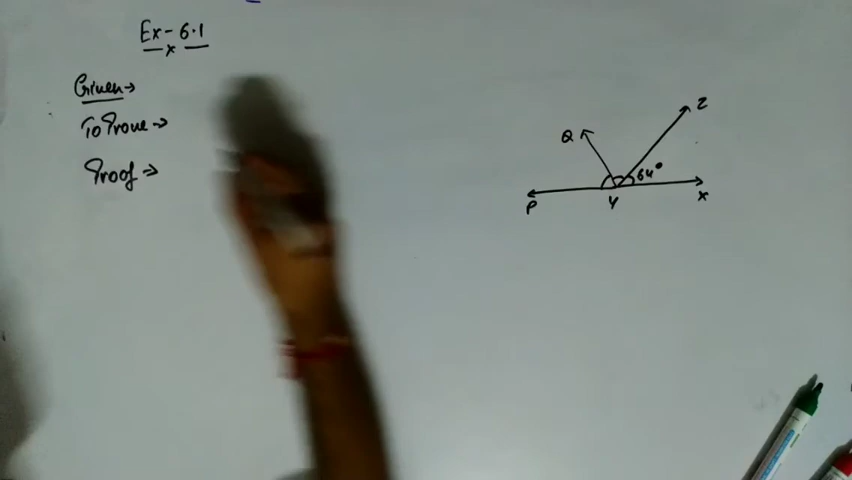 Ex-6.1
x
Given→
To Prove→
Proof→
Z
Q
64°
P
Y
X